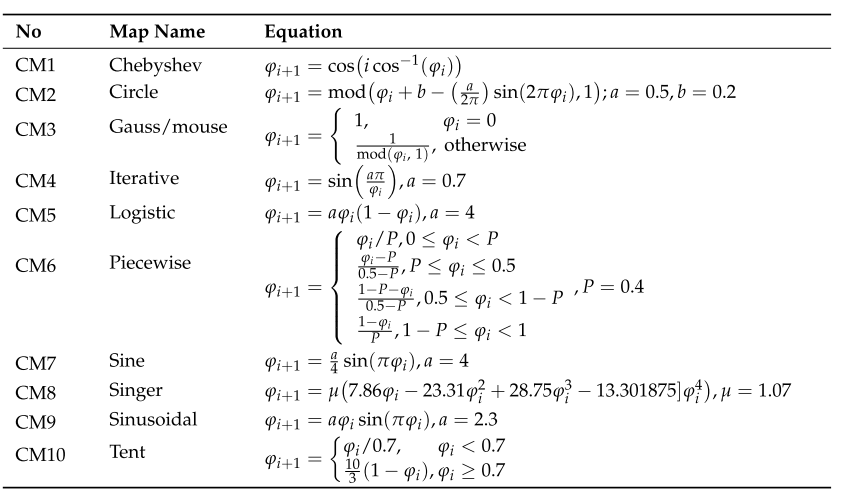 No Map Name Equation
CM1 Chebyshev φ_{i+1} = cos(i cos^{−1}(φ_i))
CM2 Circle φ_{i+1} = mod(φ_i + b − (a/2π) sin(2πφ_i), 1); a = 0.5, b = 0.2
CM3 Gauss/mouse φ_{i+1} = { 1, φ_i = 0
1/mod(φ_i, 1), otherwise
CM4 Iterative φ_{i+1} = sin(aπ/φ_i), a = 0.7
CM5 Logistic φ_{i+1} = aφ_i(1 − φ_i), a = 4
CM6 Piecewise φ_{i+1} = { φ_i/P, 0 ≤ φ_i < P
φ_i−P/0.5−P, P ≤ φ_i ≤ 0.5
1−P−φ_i/0.5−P, 0.5 ≤ φ_i < 1 − P
1−φ_i/P, 1 − P ≤ φ_i < 1
, P = 0.4
CM7 Sine φ_{i+1} = a/4 sin(πφ_i), a = 4
CM8 Singer φ_{i+1} = μ(7.86φ_i − 23.31φ_i^2 + 28.75φ_i^3 − 13.301875]φ_i^4), μ = 1.07
CM9 Sinusoidal φ_{i+1} = aφ_i sin(πφ_i), a = 2.3
CM10 Tent φ_{i+1} = { φ_i/0.7, φ_i < 0.7
10/3(1 − φ_i), φ_i ≥ 0.7